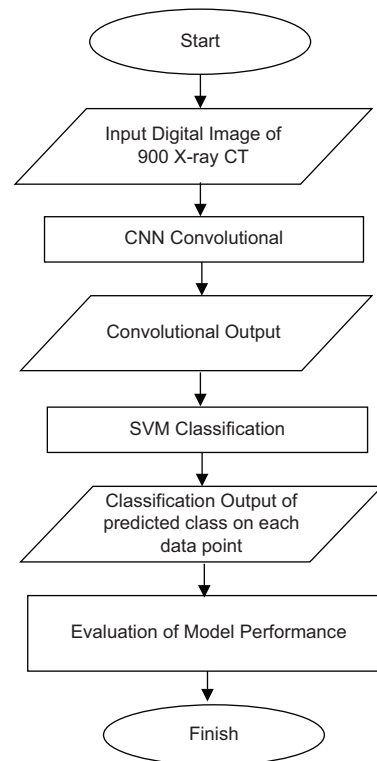 Start
Input Digital Image of
900 X-ray CT
CNN Convolutional
Convolutional Output
SVM Classification
Classification Output of
predicted class on each
data point
Evaluation of Model Performance
Finish